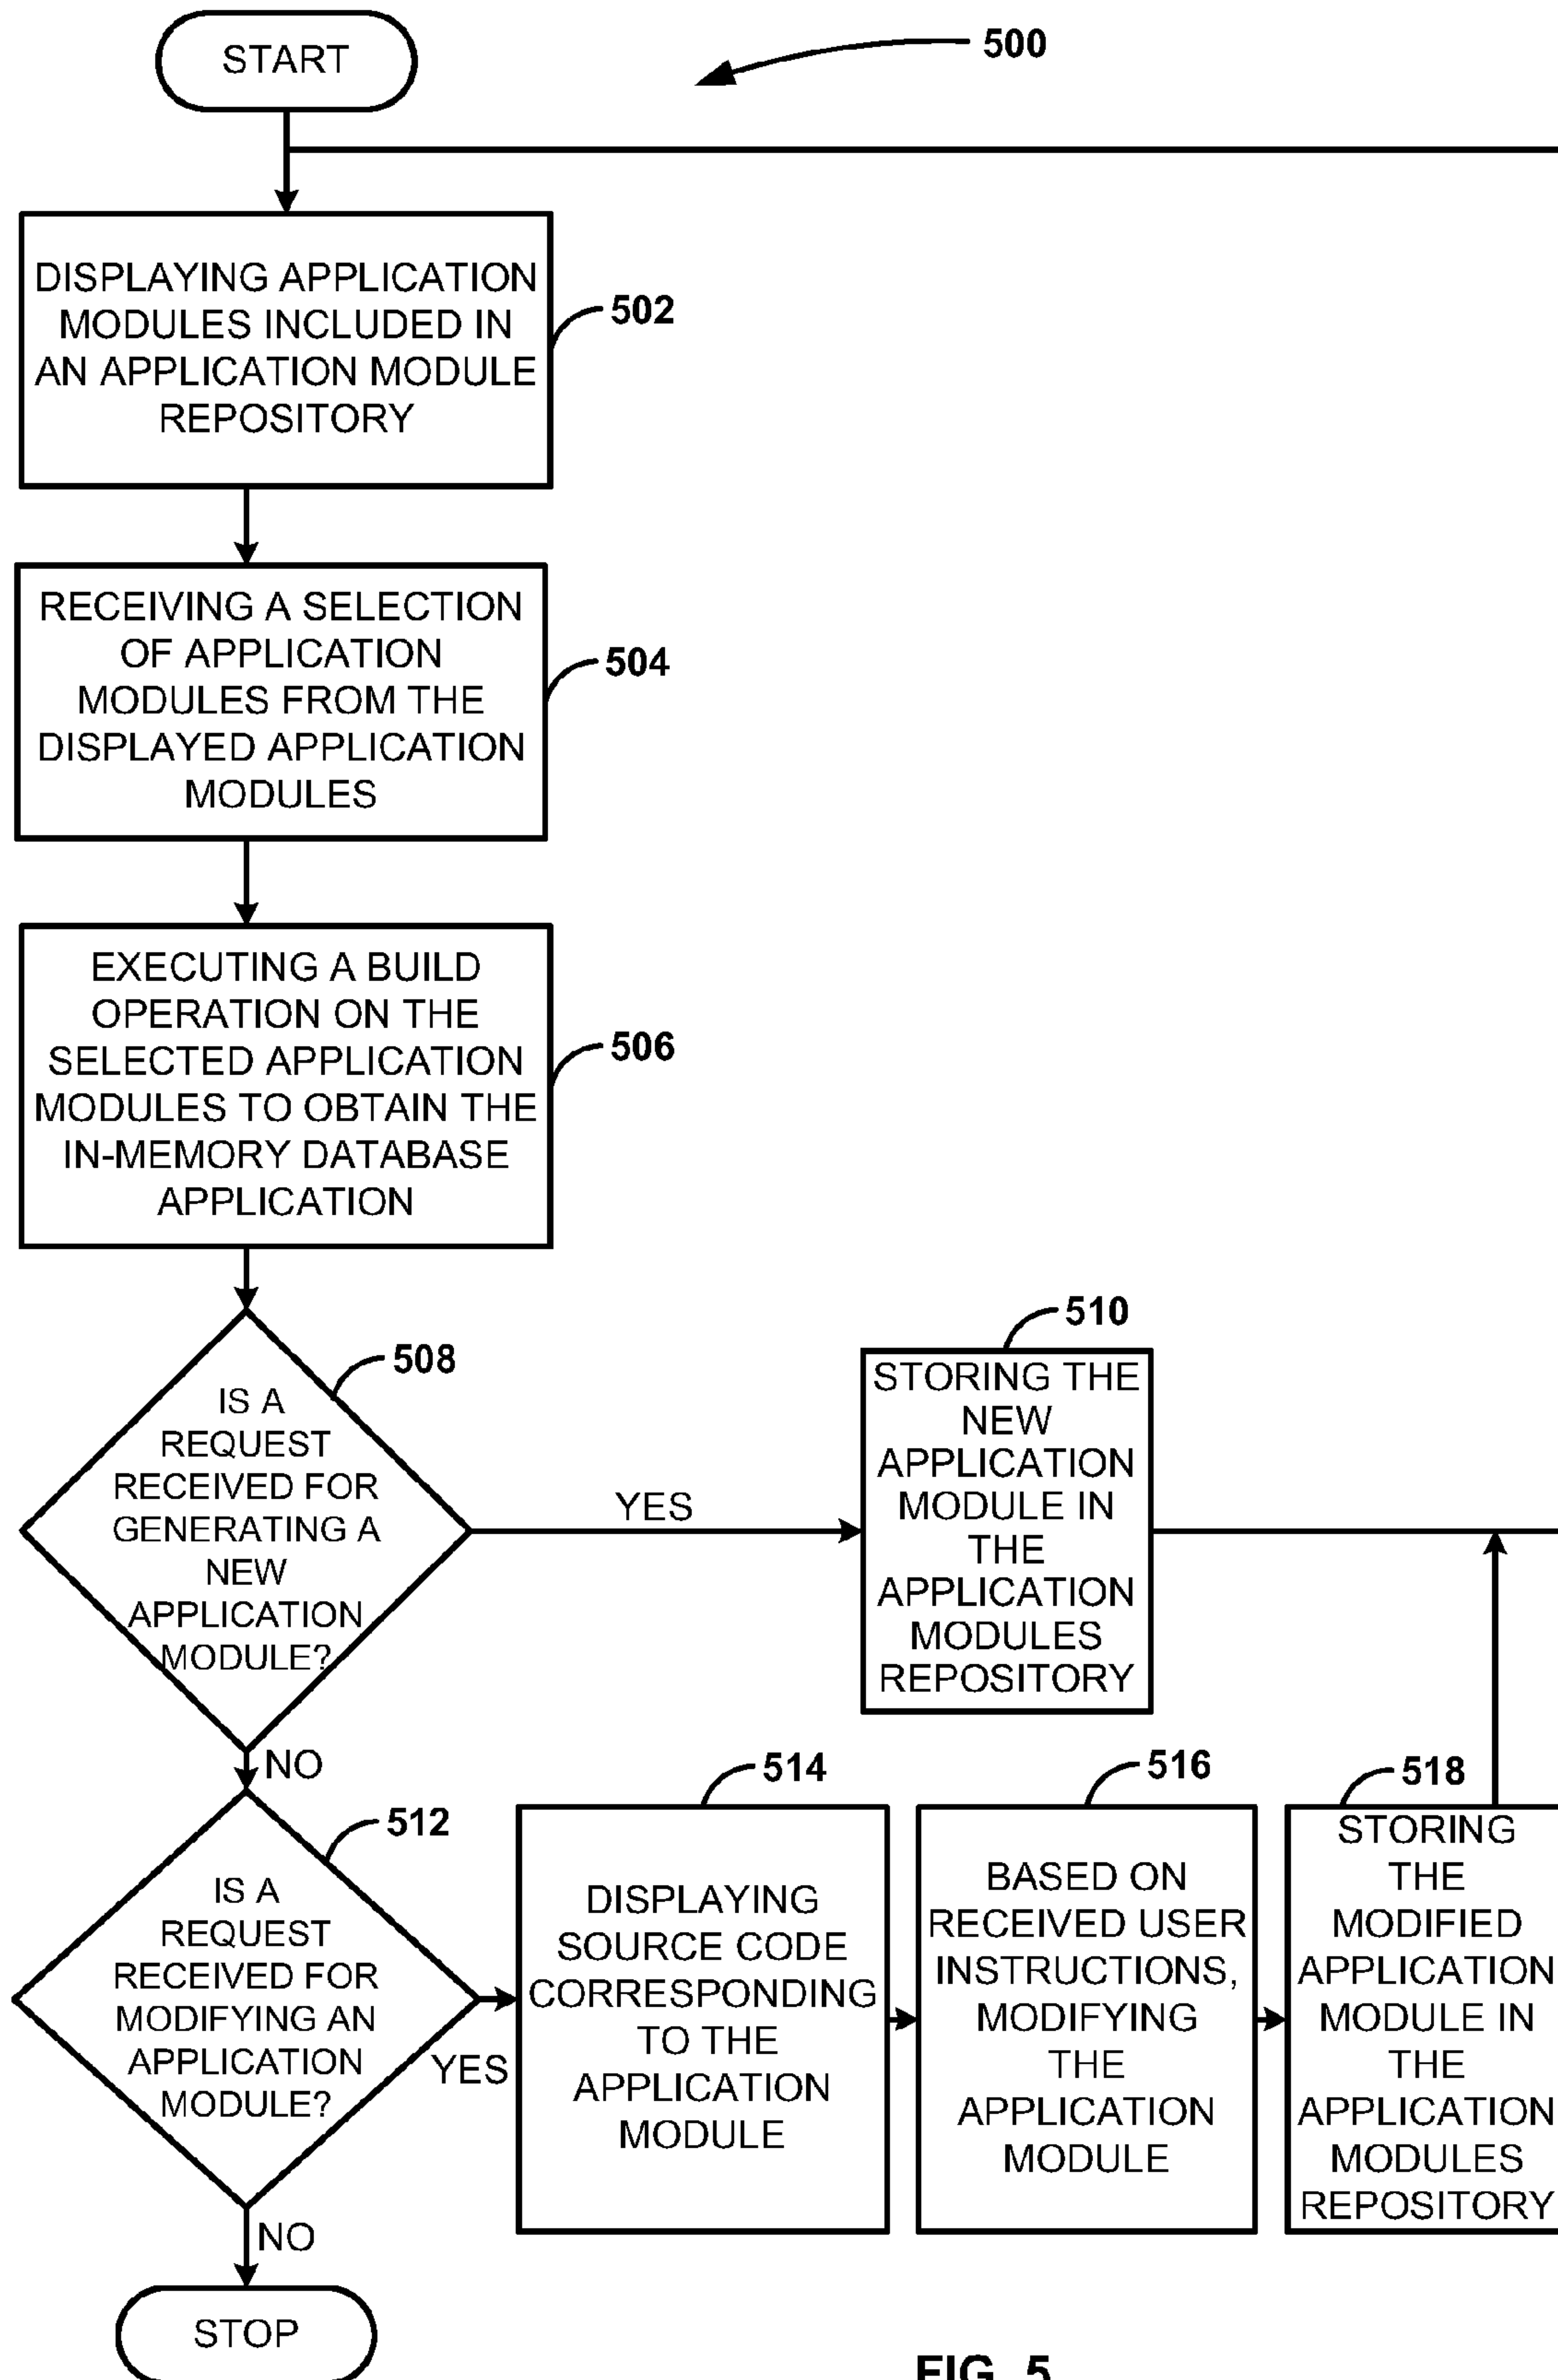 START
500
DISPLAYING APPLICATION
MODULES INCLUDED IN
AN APPLICATION MODULE
REPOSITORY
502
RECEIVING A SELECTION
OF APPLICATION
MODULES FROM THE
DISPLAYED APPLICATION
MODULES
504
EXECUTING A BUILD
OPERATION ON THE
SELECTED APPLICATION
MODULES TO OBTAIN THE
IN-MEMORY DATABASE
APPLICATION
506
508
IS A
REQUEST
RECEIVED FOR
GENERATING A
NEW
APPLICATION
MODULE?
YES
510
STORING THE
NEW
APPLICATION
MODULE IN
THE
APPLICATION
MODULES
REPOSITORY
NO
512
IS A
REQUEST
RECEIVED FOR
MODIFYING AN
APPLICATION
MODULE?
YES
514
DISPLAYING
SOURCE CODE
CORRESPONDING
TO THE
APPLICATION
MODULE
516
BASED ON
RECEIVED USER
INSTRUCTIONS,
MODIFYING
THE
APPLICATION
MODULE
518
STORING
THE
MODIFIED
APPLICATION
MODULE IN
THE
APPLICATION
MODULES
REPOSITORY
NO
STOP
FIG. 5